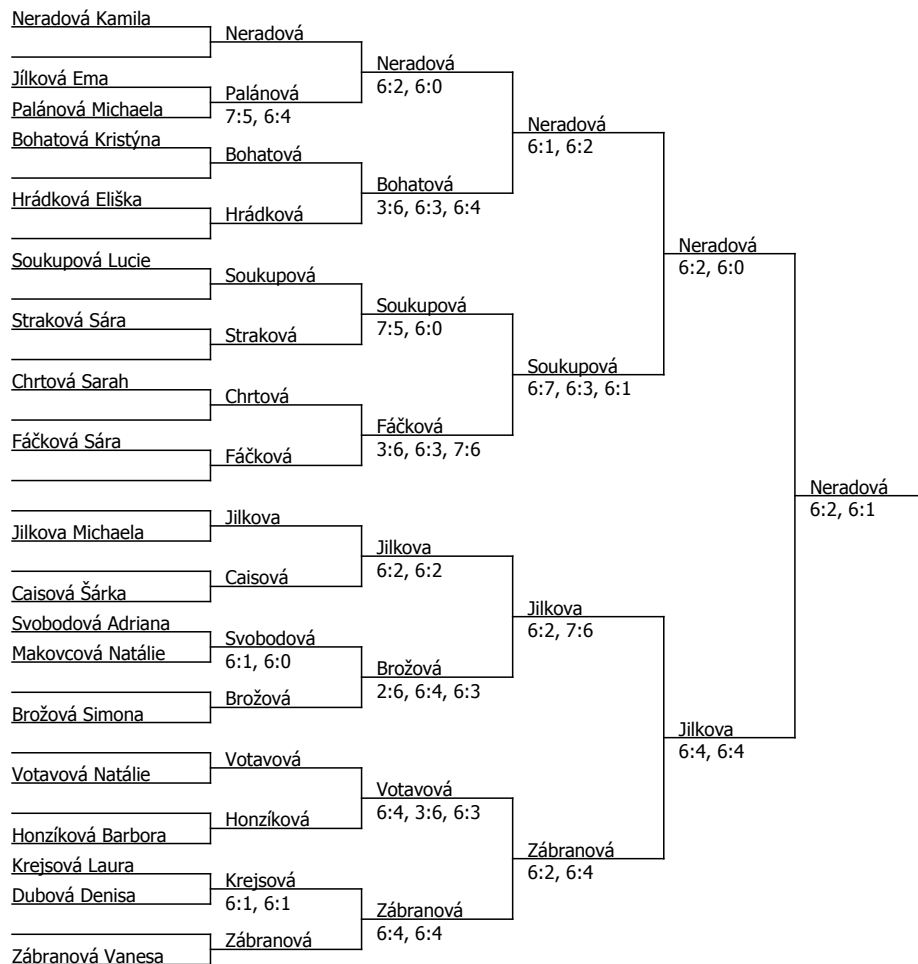 Neradová Kamila
Neradová
Neradová
6:2, 6:0
Jílková Ema
Palánová
Palánová Michaela
7:5, 6:4
Neradová
6:1, 6:2
Bohatová Kristýna
Bohatová
Bohatová
3:6, 6:3, 6:4
Hrádková Eliška
Hrádková
Neradová
6:2, 6:0
Soukupová Lucie
Soukupová
Soukupová
7:5, 6:0
Straková Sára
Straková
Soukupová
6:7, 6:3, 6:1
Chrtová Sarah
Chrtová
Fáčková
3:6, 6:3, 7:6
Fáčková Sára
Fáčková
Neradová
6:2, 6:1
Jilkova
Jilkova Michaela
Jilkova
6:2, 6:2
Caisová
Caisová Šárka
Jilkova
6:2, 7:6
Svobodová Adriana
Svobodová
Makovcová Natálie
6:1, 6:0
Brožová
2:6, 6:4, 6:3
Brožová
Brožová Simona
Jilkova
6:4, 6:4
Votavová
Votavová Natálie
Votavová
6:4, 3:6, 6:3
Honzíková
Honzíková Barbora
Zábranová
6:2, 6:4
Krejsová Laura
Krejsová
Dubová Denisa
6:1, 6:1
Zábranová
6:4, 6:4
Zábranová
Zábranová Vanesa